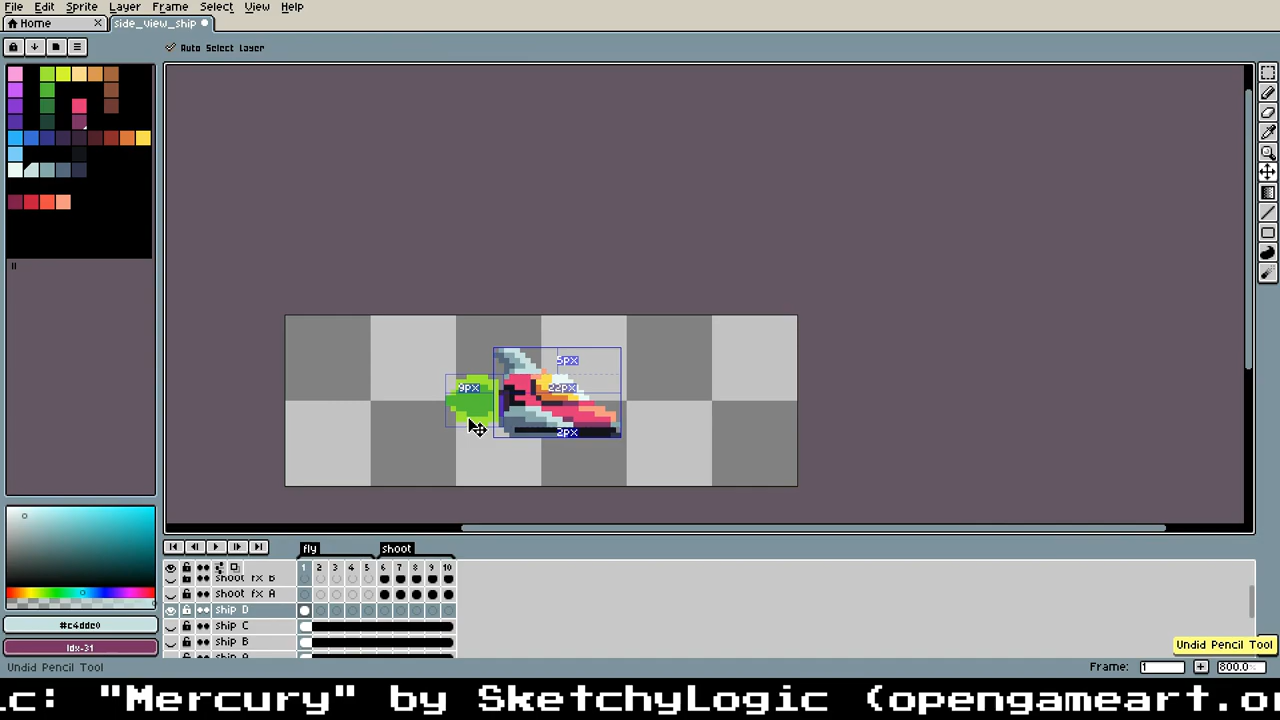 File Edit Sprite Layer Frame Select View Help
Home side_view_ship
Auto Select Layer
5px
9px 22px
2px
fly shoot
1 2 3 4 5 6 7 8 9 10
shoot fx B
shoot fx A
ship D
ship C
ship B
#c4ddc0
Idx-31
Undid Pencil Tool
Undid Pencil Tool
Frame: 1 800.0%
ic: "Mercury" by SketchyLogic (opengameart.or